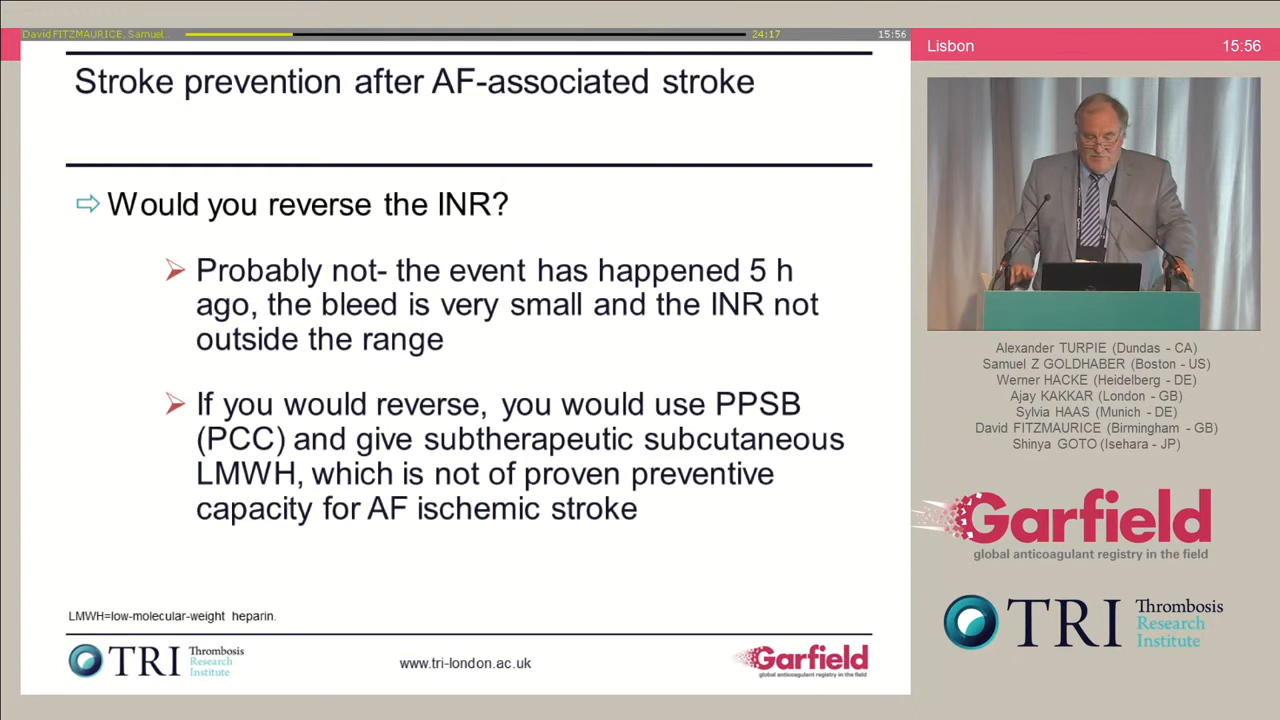 David FITZMAURICE, Samuel..
24:17
15:56
Lisbon
15:56
Stroke prevention after AF-associated stroke
Would you reverse the INR?
Probably not- the event has happened 5 h
ago, the bleed is very small and the INR not
outside the range
If you would reverse, you would use PPSB
(PCC) and give subtherapeutic subcutaneous
LMWH, which is not of proven preventive
capacity for AF ischemic stroke
LMWH=low-molecular-weight heparin.
TRI Thrombosis
Research
Institute
www.tri-london.ac.uk
Garfield
global anticoagulant registry in the field
Alexander TURPIE (Dundas - CA)
Samuel Z GOLDHABER (Boston - US)
Werner HACKE (Heidelberg - DE)
Ajay KAKKAR (London - GB)
Sylvia HAAS (Munich - DE)
David FITZMAURICE (Birmingham - GB)
Shinya GOTO (Isehara - JP)
Garfield
global anticoagulant registry in the field
TRI Thrombosis
Research
Institute